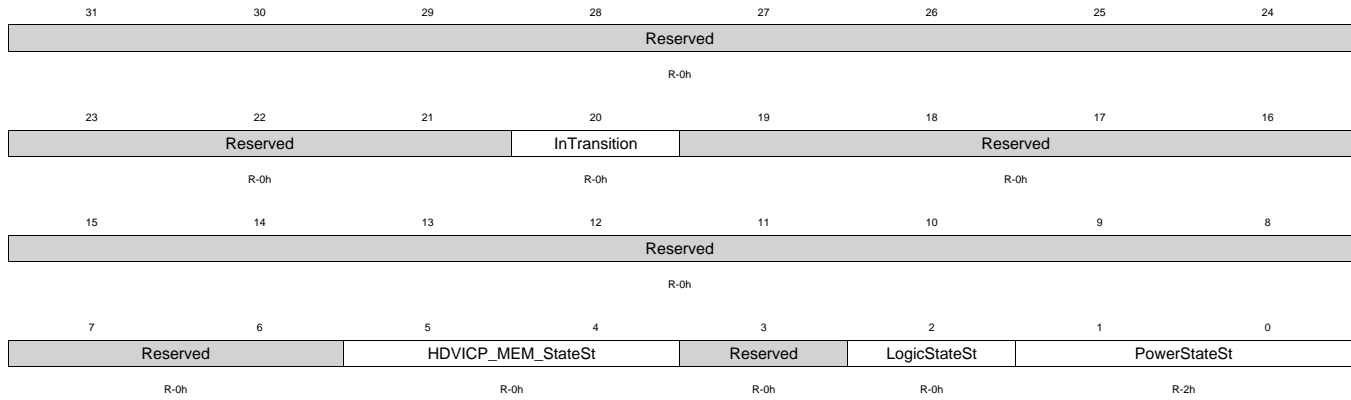 31 30 29 28 27 26 25 24
Reserved
R-0h
23 22 21 20 19 18 17 16
Reserved InTransition Reserved
R-0h R-0h R-0h
15 14 13 12 11 10 9 8
Reserved
R-0h
7 6 5 4 3 2 1 0
Reserved HDVICP_MEM_StateSt Reserved LogicStateSt PowerStateSt
R-0h R-0h R-0h R-0h R-2h